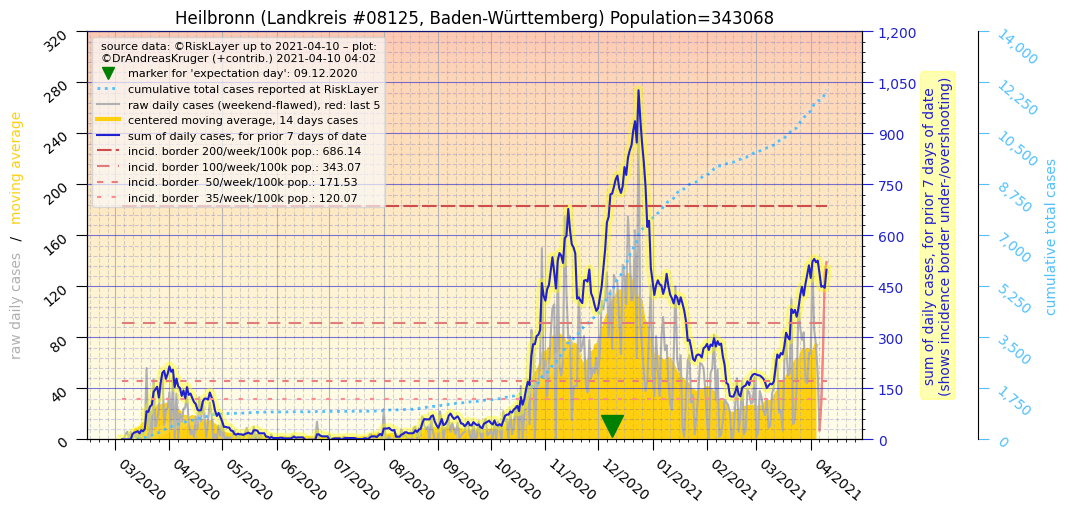 Heilbronn (Landkreis #08125, Baden-Württemberg) Population=343068
source data: ©RiskLayer up to 2021-04-10 – plot:
©DrAndreasKruger (+contrib.) 2021-04-10 04:02
marker for 'expectation day': 09.12.2020
cumulative total cases reported at RiskLayer
raw daily cases (weekend-flawed), red: last 5
centered moving average, 14 days cases
sum of daily cases, for prior 7 days of date
incid. border 200/week/100k pop.: 686.14
incid. border 100/week/100k pop.: 343.07
incid. border 50/week/100k pop.: 171.53
incid. border 35/week/100k pop.: 120.07
raw daily cases / moving average
320
280
240
200
160
120
80
40
0
03/2020
04/2020
05/2020
06/2020
07/2020
08/2020
09/2020
10/2020
11/2020
12/2020
01/2021
02/2021
03/2021
04/2021
1,200
1,050
900
750
600
450
300
150
0
sum of daily cases, for prior 7 days of date
(shows incidence border under-/overshooting)
14,000
12,250
10,500
8,750
7,000
5,250
3,500
1,750
0
cumulative total cases